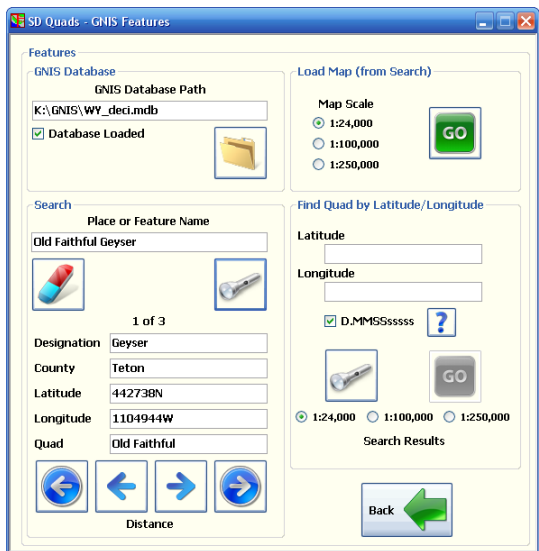 SD Quads - GNIS Features
Features
GNIS Database
GNIS Database Path
K:\GNIS\WY_deci.mdb
Database Loaded
Load Map (from Search)
Map Scale
1:24,000
1:100,000
1:250,000
GO
Search
Place or Feature Name
Old Faithful Geyser
1 of 3
Designation Geyser
County Teton
Latitude 442738N
Longitude 1104944W
Quad Old Faithful
Distance
Find Quad by Latitude/Longitude
Latitude
Longitude
D.MMSSsssss ?
GO
1:24,000 1:100,000 1:250,000
Search Results
Back